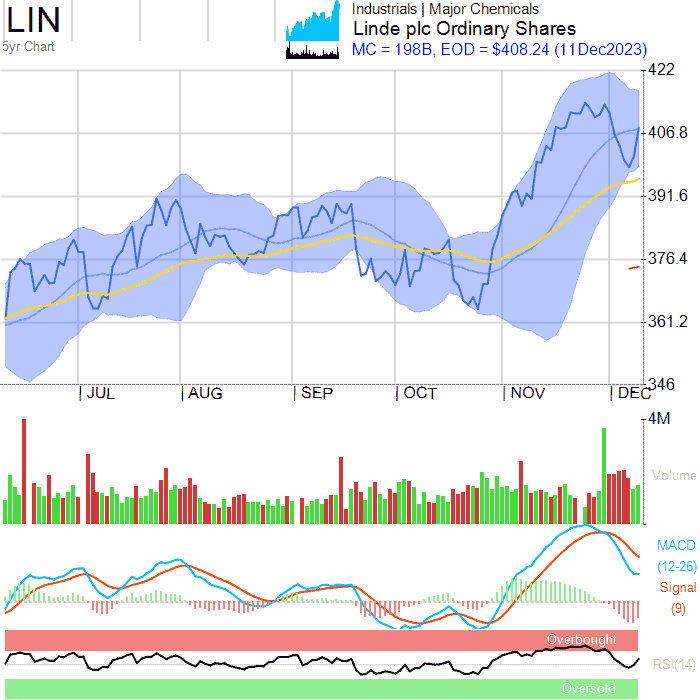 LIN
5yr Chart
Industrials | Major Chemicals
Linde plc Ordinary Shares
MC = 198B, EOD = $408.24 (11Dec2023)
422
406.8
391.6
376.4
361.2
346
JUL AUG SEP OCT NOV DEC
4M
Volume
MACD
(12-26)
Signal
(9)
Overbought
RSI(14)
Oversold